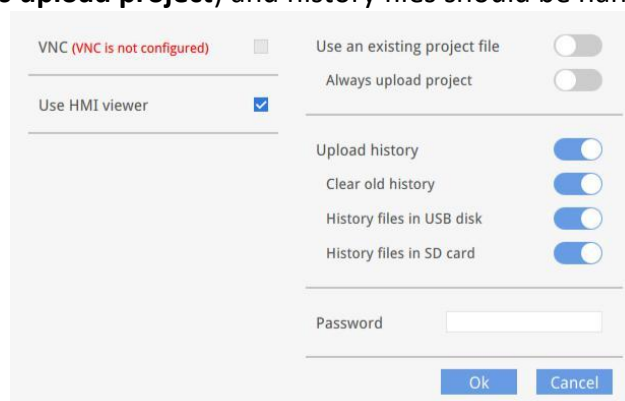 upload project) and history files should be
VNC (VNC is not configured)
Use HMI viewer
Use an existing project file
Always upload project
Upload history
Clear old history
History files in USB disk
History files in SD card
Password
Ok
Cancel